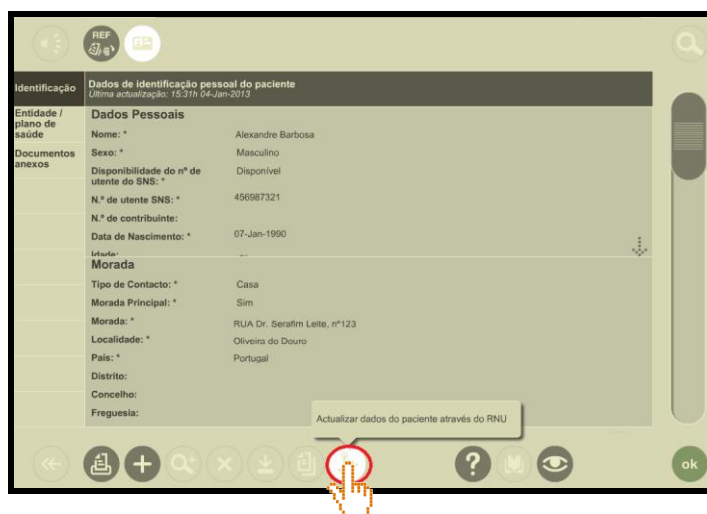 REF
Identificação
Dados de identificação pessoal do paciente
Última actualização: 15:31h 04-Jan-2013
Entidade /
plano de
saúde
Documentos
anexos
Dados Pessoais
Nome: * Alexandre Barbosa
Sexo: * Masculino
Disponibilidade do nº de Disponível
utente do SNS: *
N.º de utente SNS: * 456987321
N.º de contribuinte:
Data de Nascimento: * 07-Jan-1990
Idade:
Morada
Tipo de Contacto: * Casa
Morada Principal: * Sim
Morada: * RUA Dr. Serafim Leite, nº123
Localidade: * Oliveira do Douro
País: * Portugal
Distrito:
Concelho:
Freguesia:
Actualizar dados do paciente através do RNU
?
ok